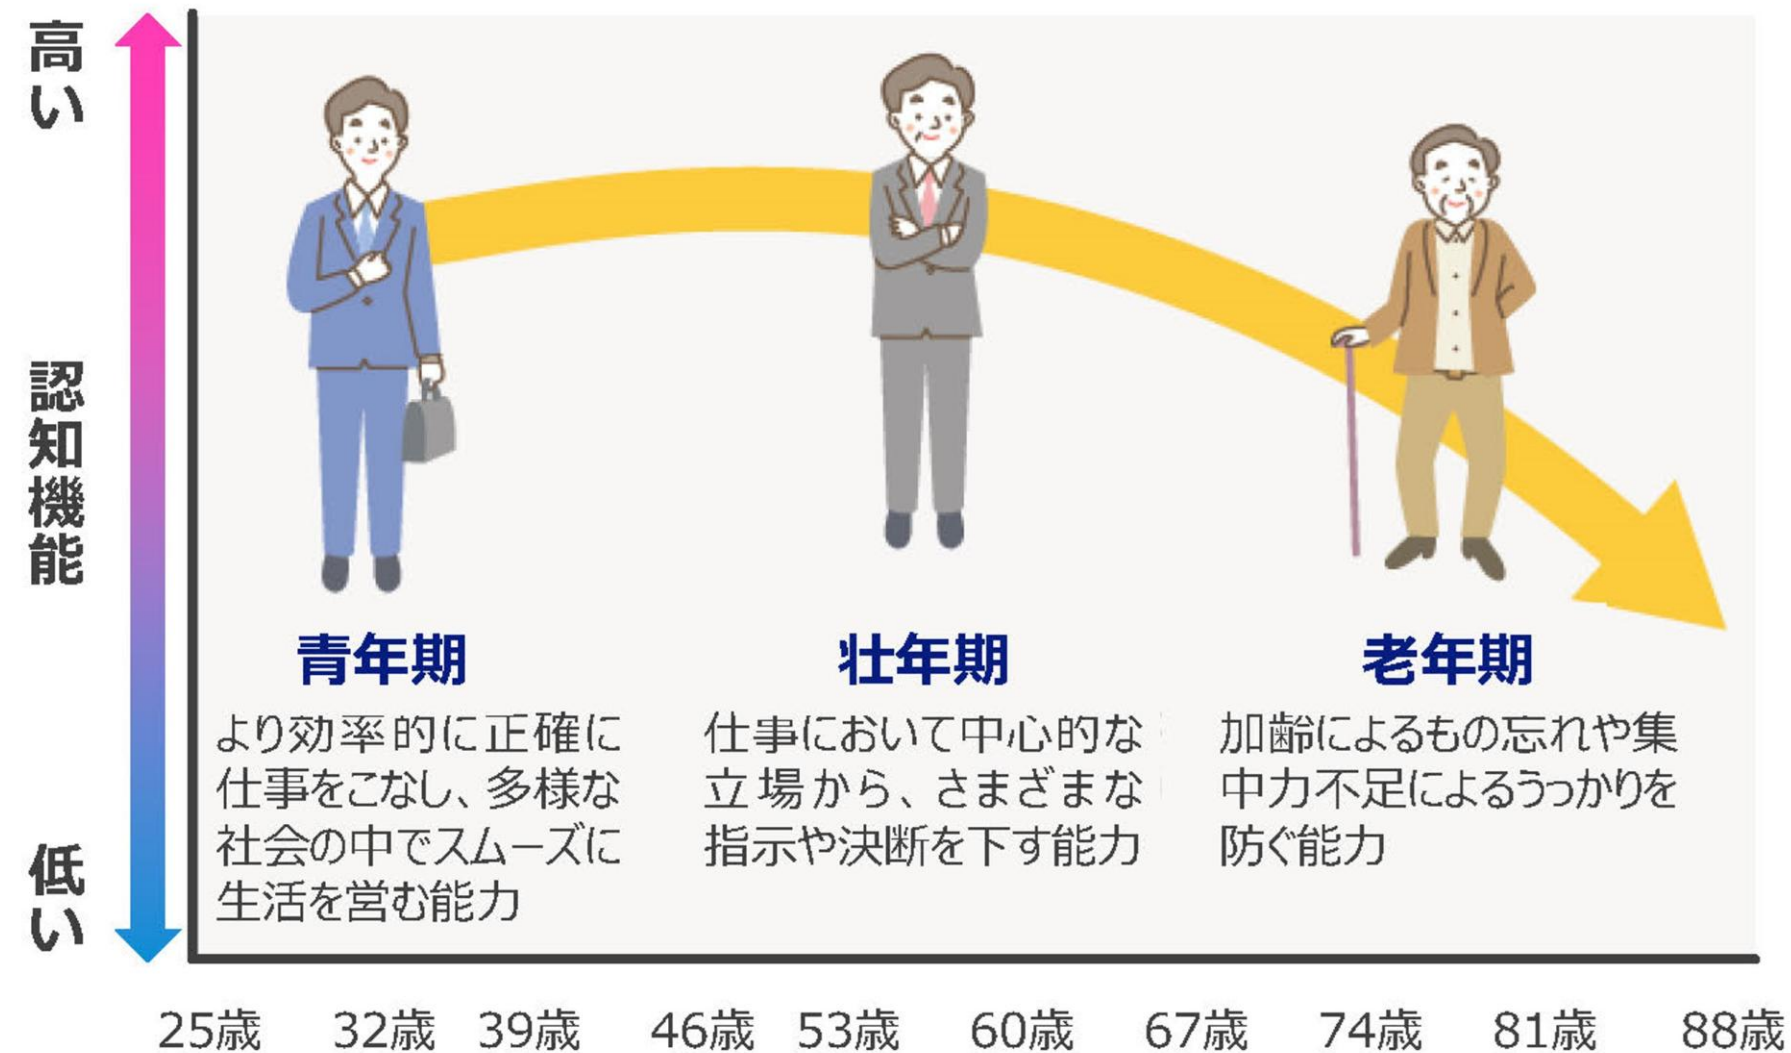 高い
認知機能
低い
青年期
より効率的に正確に
仕事をこなし、多様な
社会の中でスムーズに
生活を営む能力
壮年期
仕事において中心的な
立場から、さまざまな
指示や決断を下す能力
老年期
加齢によるもの忘れや集
中力不足によるうっかりを
防ぐ能力
25歳 32歳 39歳 46歳 53歳 60歳 67歳 74歳 81歳 88歳